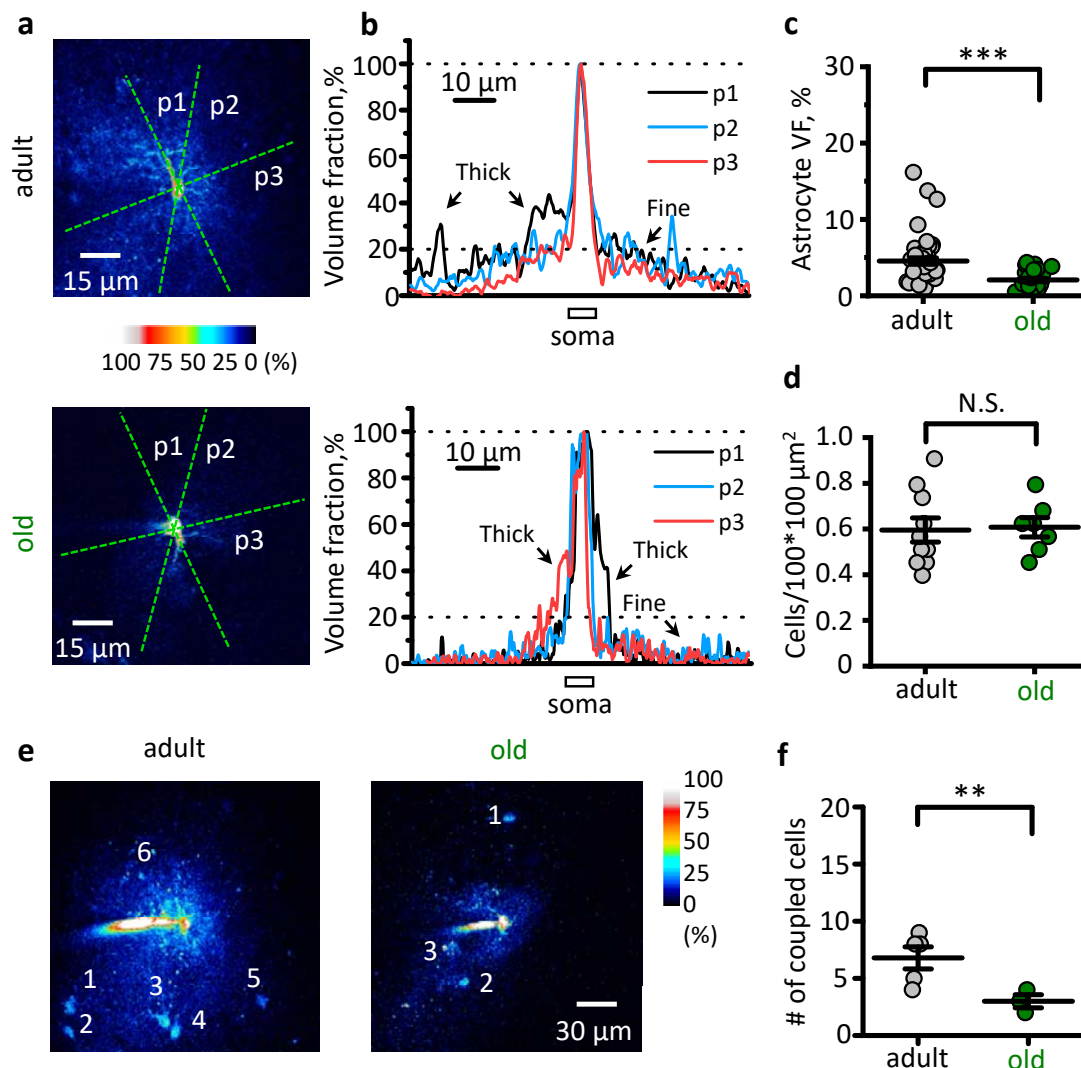 a
adult
p1
p2
p3
15 µm
100 75 50 25 0 (%)
old
p1
p2
p3
15 µm
b
Volume fraction,%
100
80
60
40
20
0
10 µm
p1
p2
p3
Thick
Fine
soma
Volume fraction,%
100
80
60
40
20
0
10 µm
p1
p2
p3
Thick
Thick
Fine
soma
c
Astrocyte VF, %
30
20
10
5
0
***
adult
old
d
Cells/100*100 µm²
1.0
0.8
0.6
0.4
0.2
0
N.S.
adult
old
e
adult
6
1
2
3
4
5
old
1
3
2
30 µm
100
75
50
25
0
(%)
f
# of coupled cells
20
15
10
5
0
**
adult
old